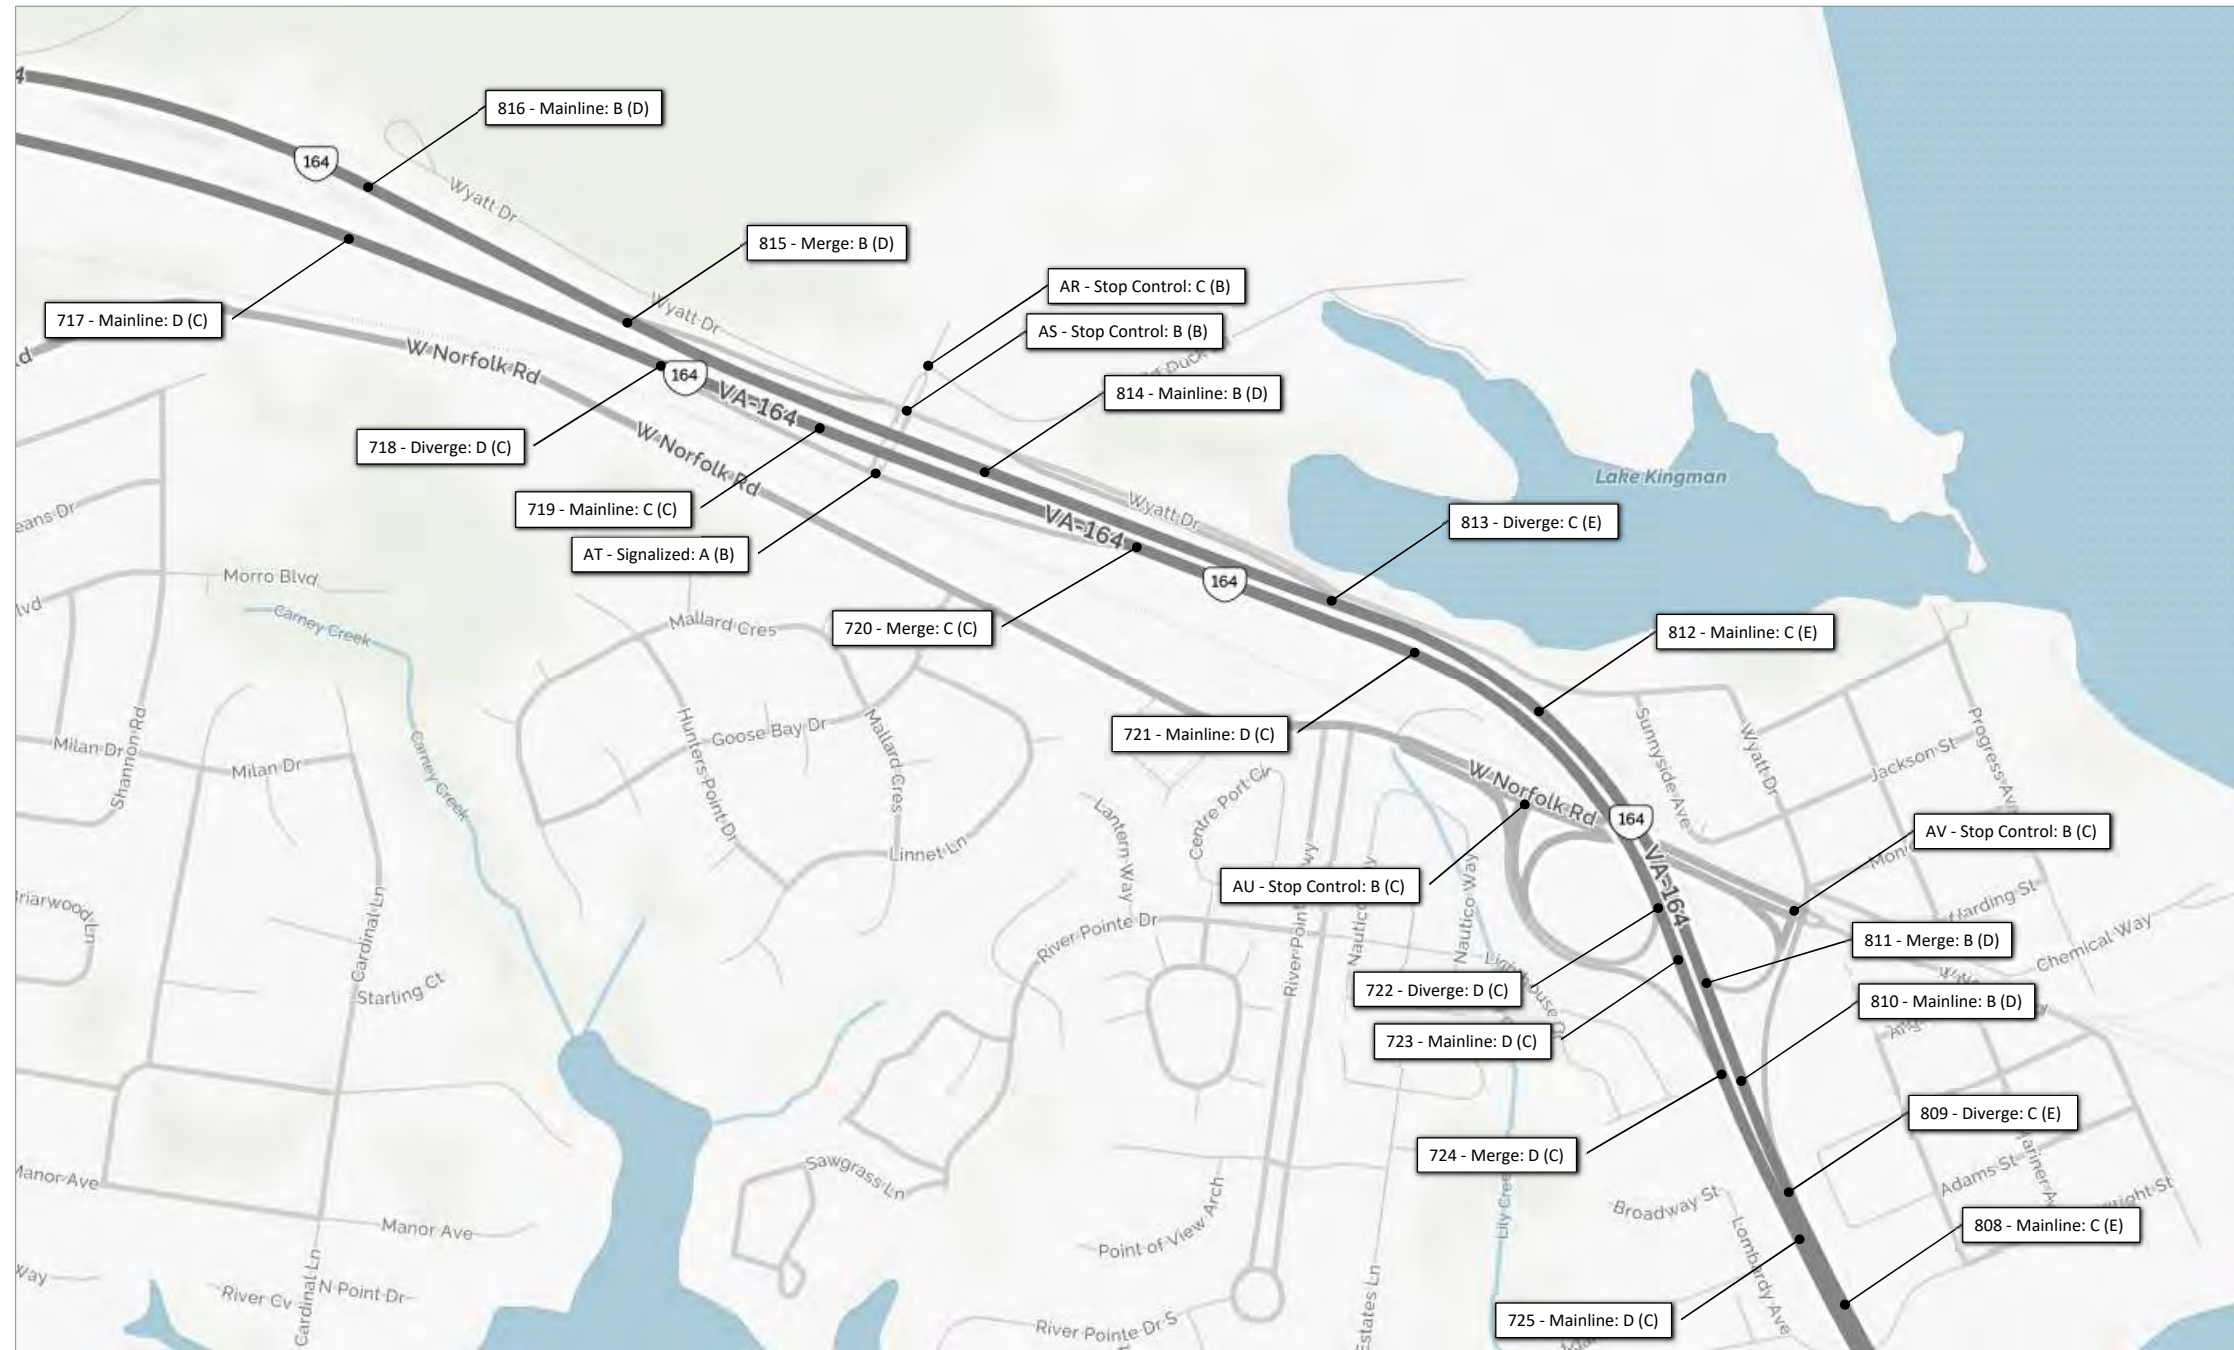 4
816 - Mainline: B (D)
164
Wyatt Dr
815 - Merge: B (D)
AR - Stop Control: C (B)
717 - Mainline: D (C)
Wyatt Dr
AS - Stop Control: B (B)
W Norfolk Rd
164
VA-164
814 - Mainline: B (D)
718 - Diverge: D (C)
W Norfolk Rd
Lake Kingman
719 - Mainline: C (C)
Wyatt Dr
VA-164
813 - Diverge: C (E)
AT - Signalized: A (B)
Morro Blvd
164
Carney Creek
Mallard Cres
720 - Merge: C (C)
812 - Mainline: C (E)
721 - Mainline: D (C)
Shannon Rd
Milan Dr
Milan Dr
Carney Creek
Hunters Point Dr
Goose Bay Dr
Mallard Cres
Sunnyside Ave
Wyatt Dr
Jackson St
Progress Ave
W Norfolk Rd
164
Centre Port Cir
Lantern Way
Linnet Ln
AV - Stop Control: B (C)
VA-164
AU - Stop Control: B (C)
Nautico Way
Cardinal Ln
River Pointe Dr
Harding St
Chemical Way
811 - Merge: B (D)
Starling Ct
722 - Diverge: D (C)
810 - Mainline: B (D)
723 - Mainline: D (C)
809 - Diverge: C (E)
724 - Merge: D (C)
Sawgrass Ln
Manor Ave
Adams St
Broadway St
Manor Ave
Point of View Arch
Lombardy Ave
808 - Mainline: C (E)
River Cv
N Point Dr
Cardinal Ln
Estates Ln
River Pointe Dr S
725 - Mainline: D (C)